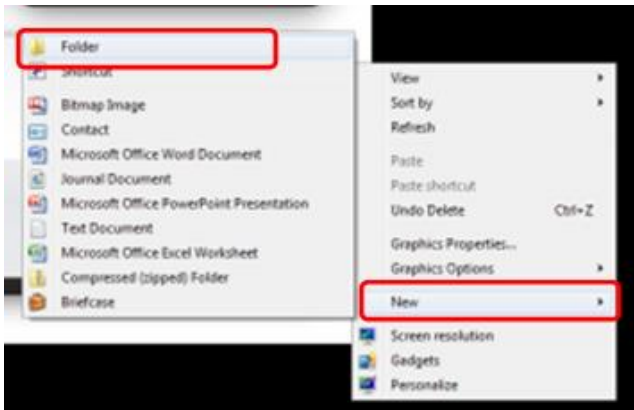 Folder
Shortcut
Bitmap Image
Contact
Microsoft Office Word Document
Journal Document
Microsoft Office PowerPoint Presentation
Text Document
Microsoft Office Excel Worksheet
Compressed (zipped) Folder
Briefcase
View
Sort by
Refresh
Paste
Paste shortcut
Undo Delete Ctrl+Z
Graphics Properties...
Graphics Options
New
Screen resolution
Gadgets
Personalize